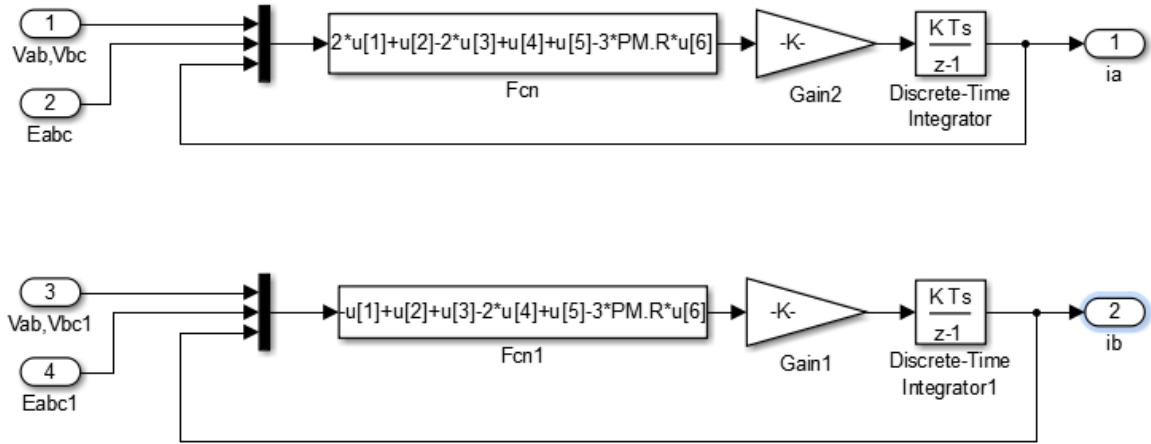 1
Vab,Vbc
2
Eabc
2*u[1]+u[2]-2*u[3]+u[4]+u[5]-3*PM.R*u[6]
Fcn
-K-
Gain2
K Ts
z-1
Discrete-Time
Integrator
1
ia
3
Vab,Vbc1
4
Eabc1
-u[1]+u[2]+u[3]-2*u[4]+u[5]-3*PM.R*u[6]
Fcn1
-K-
Gain1
K Ts
z-1
Discrete-Time
Integrator1
2
ib